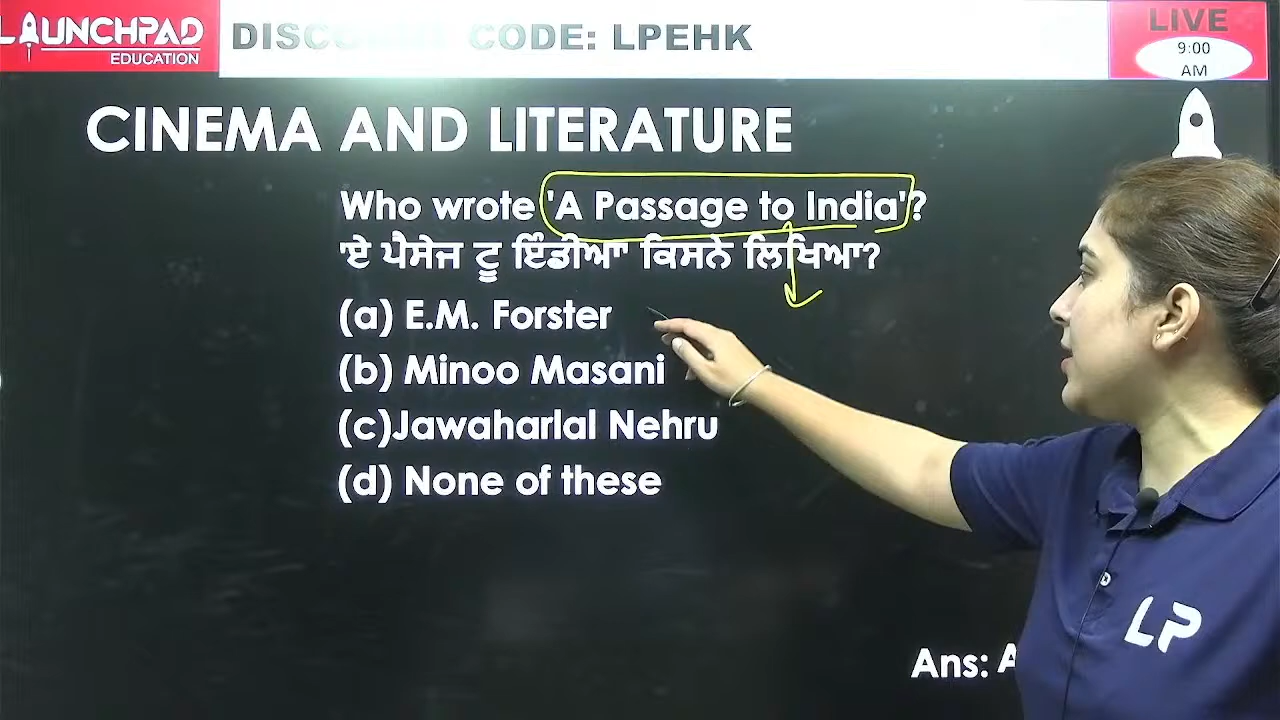 LAUNCHPAD
EDUCATION
DISCOUNT CODE: LPEHK
LIVE
9:00
AM
CINEMA AND LITERATURE
Who wrote 'A Passage to India'?
'ਏ ਪੈਸੇਜ ਟੂ ਇੰਡੀਆ' ਕਿਸਨੇ ਲਿਖਿਆ?
(a) E.M. Forster
(b) Minoo Masani
(c)Jawaharlal Nehru
(d) None of these
Ans: A
LP